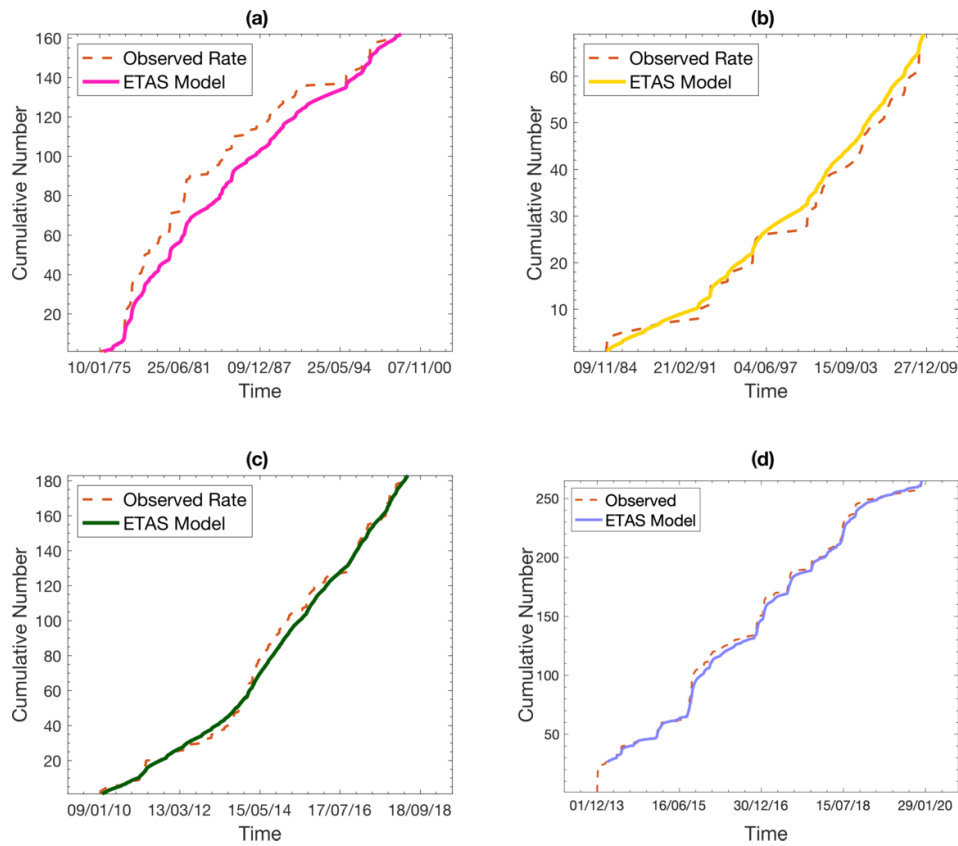 (a)
Observed Rate
ETAS Model
160
140
120
100
80
60
40
20
Cumulative Number
10/01/75 25/06/81 09/12/87 25/05/94 07/11/00
Time
(b)
Observed Rate
ETAS Model
60
50
40
30
20
10
Cumulative Number
09/11/84 21/02/91 04/06/97 15/09/03 27/12/09
Time
(c)
Observed Rate
ETAS Model
180
160
140
120
100
80
60
40
20
Cumulative Number
09/01/10 13/03/12 15/05/14 17/07/16 18/09/18
Time
(d)
Observed
ETAS Model
250
200
150
100
50
Cumulative Number
01/12/13 16/06/15 30/12/16 15/07/18 29/01/20
Time